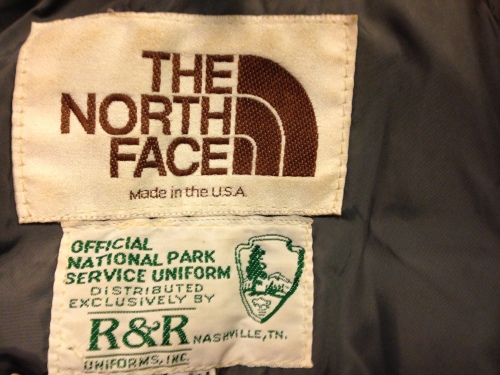 THE
NORTH
FACE
Made in the U.S.A.
OFFICIAL
NATIONAL PARK
SERVICE UNIFORM
DISTRIBUTED
EXCLUSIVELY BY
R&R NASHVILLE, TN.
UNIFORMS, INC.